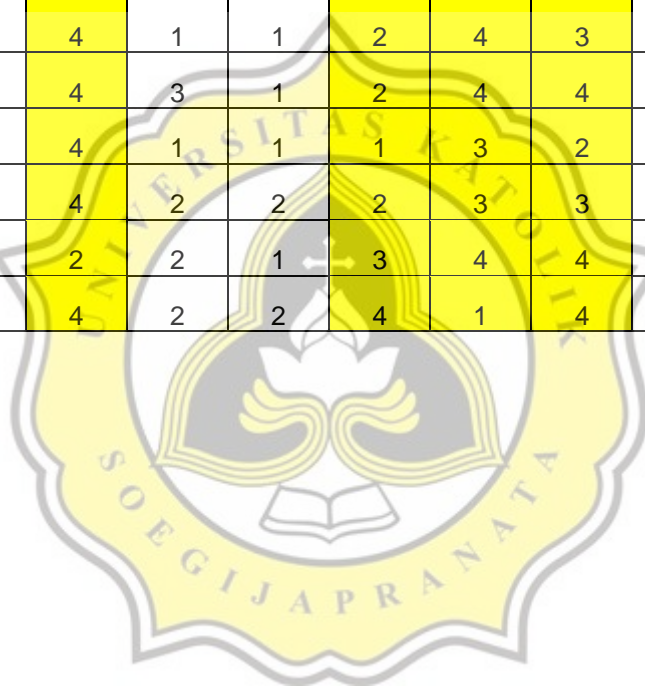 4 1 1 2 4 3
4 3 1 2 4 4
4 1 1 1 3 2
4 2 2 2 3 3
2 2 1 3 4 4
4 2 2 4 1 4
UNIVERSITAS KATOLIK
SOEGIJAPRANATA